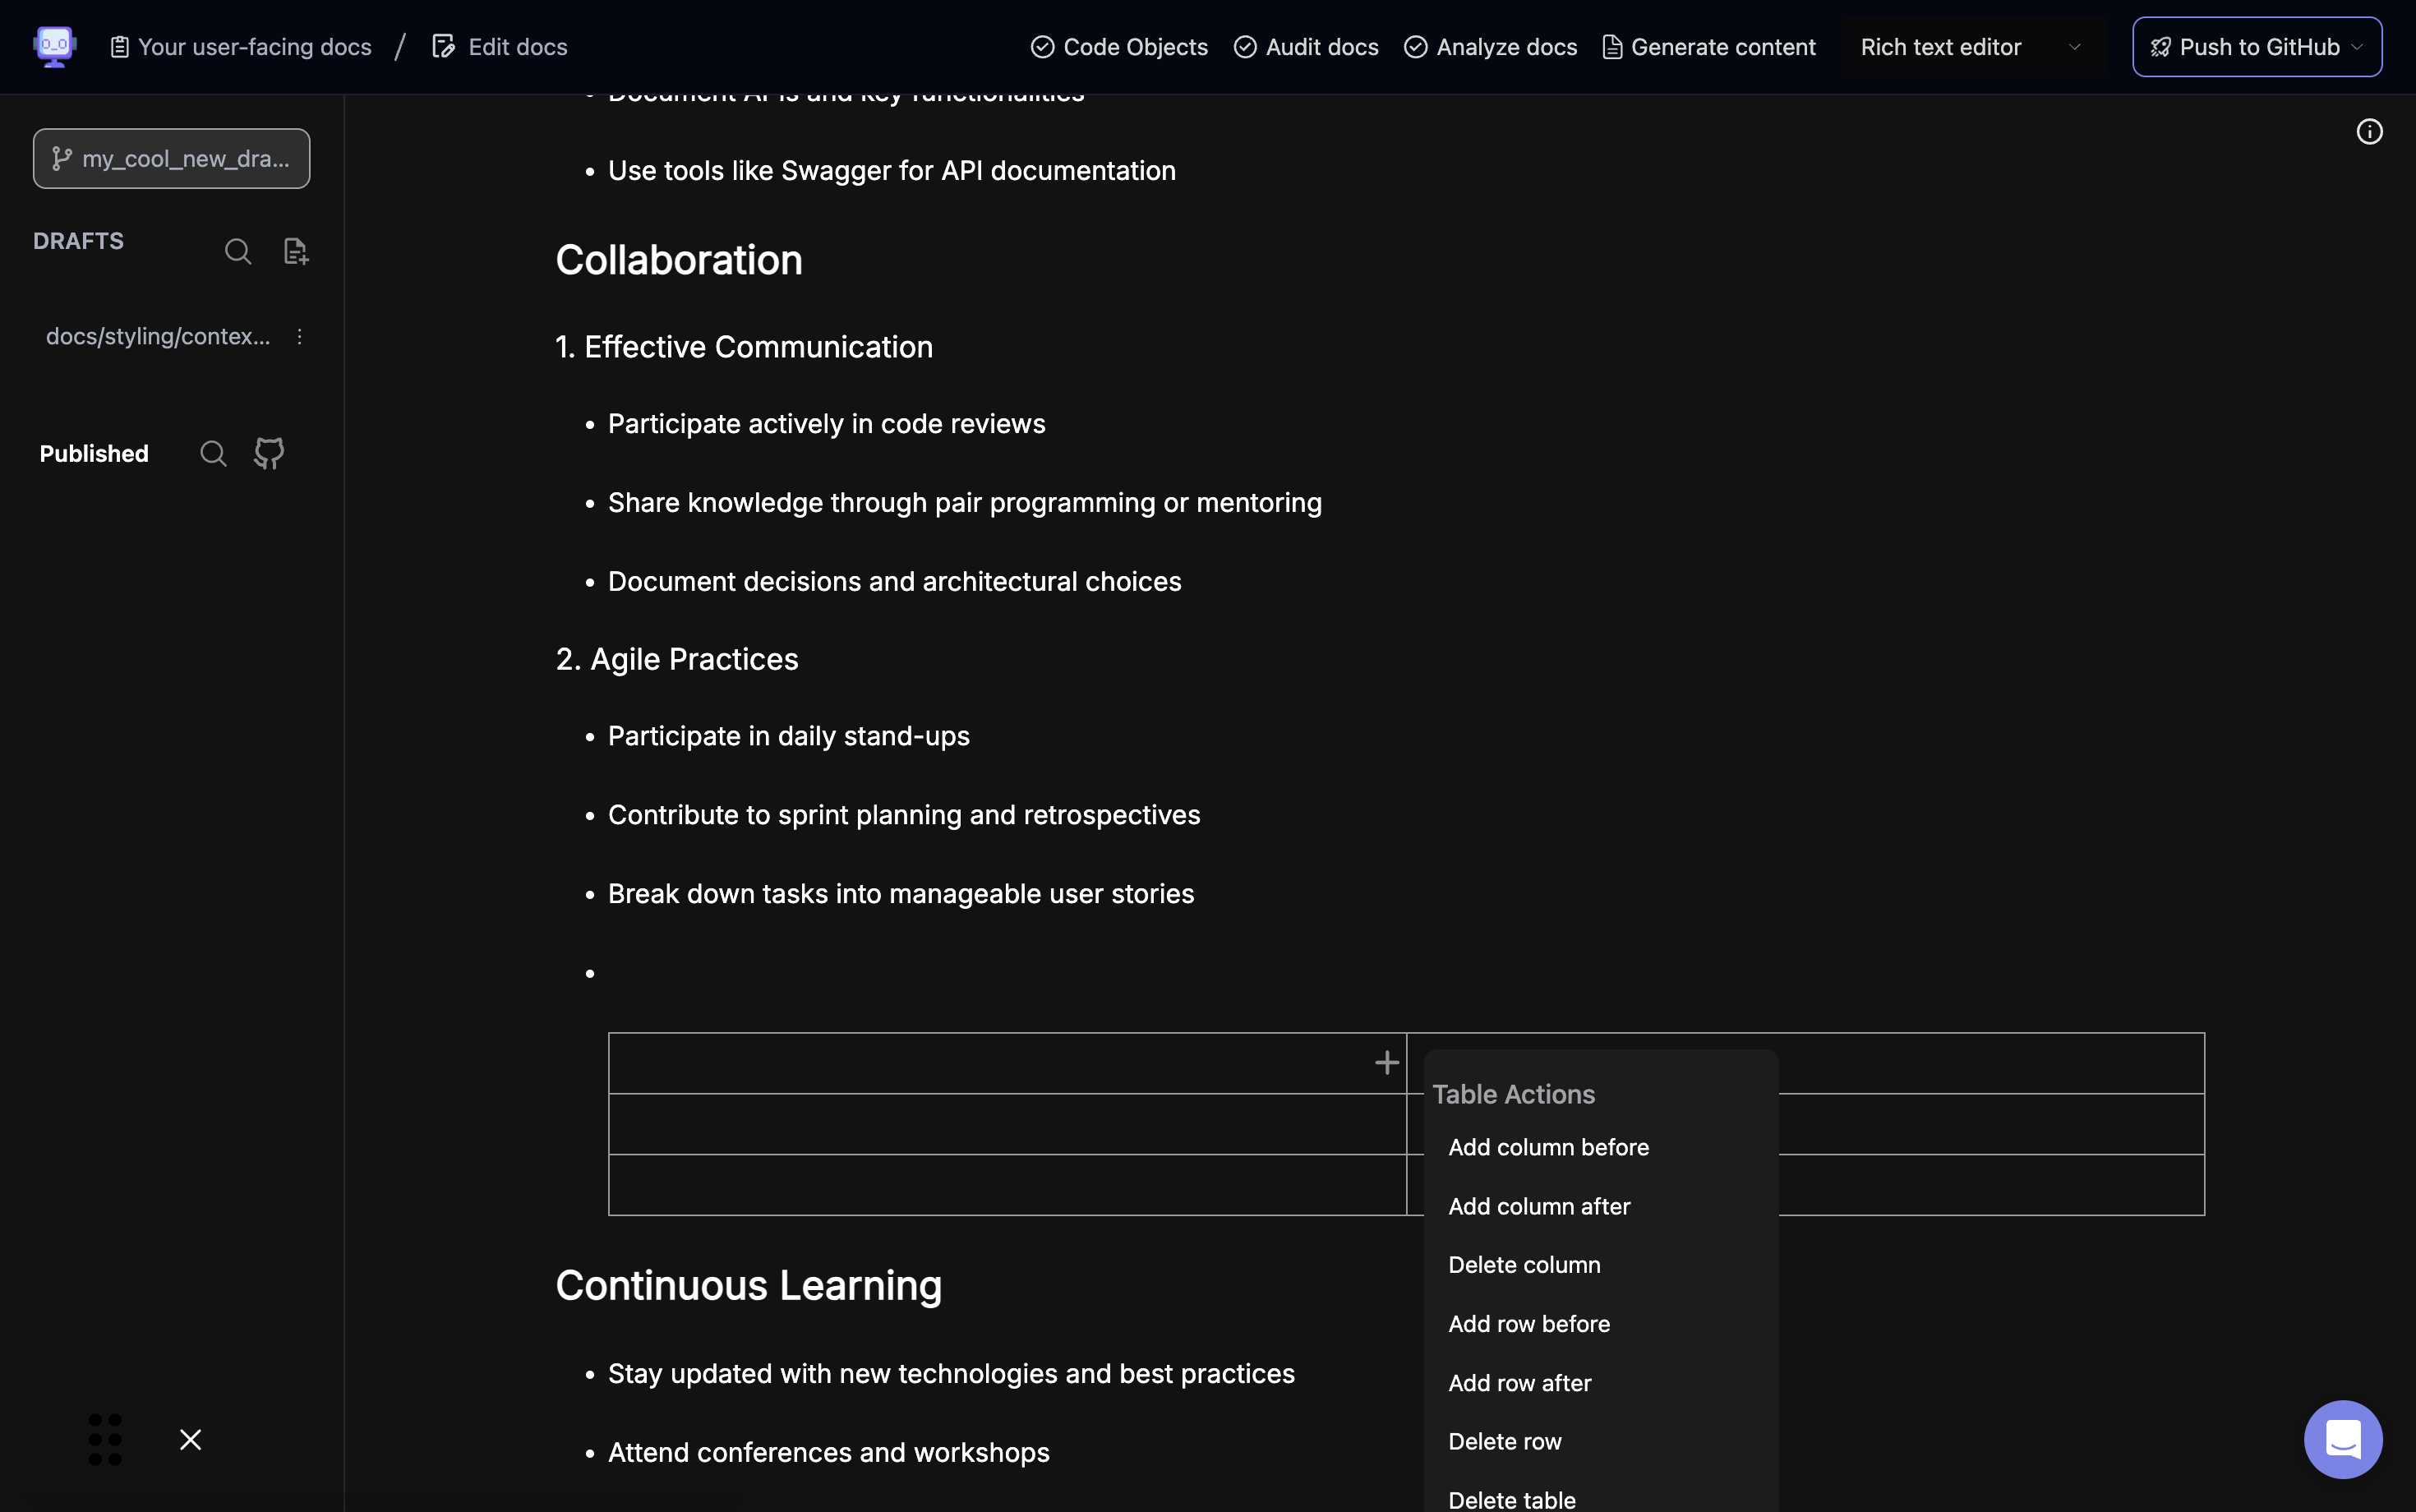 Your user-facing docs / Edit docs
Code Objects
Audit docs
Analyze docs
Generate content
Rich text editor
Push to GitHub
my_cool_new_dra...
DRAFTS
docs/styling/contex...
Published
Document APIs and key functionalities
Use tools like Swagger for API documentation
Collaboration
1. Effective Communication
Participate actively in code reviews
Share knowledge through pair programming or mentoring
Document decisions and architectural choices
2. Agile Practices
Participate in daily stand-ups
Contribute to sprint planning and retrospectives
Break down tasks into manageable user stories
Table Actions
Add column before
Add column after
Delete column
Add row before
Add row after
Delete row
Delete table
Continuous Learning
Stay updated with new technologies and best practices
Attend conferences and workshops